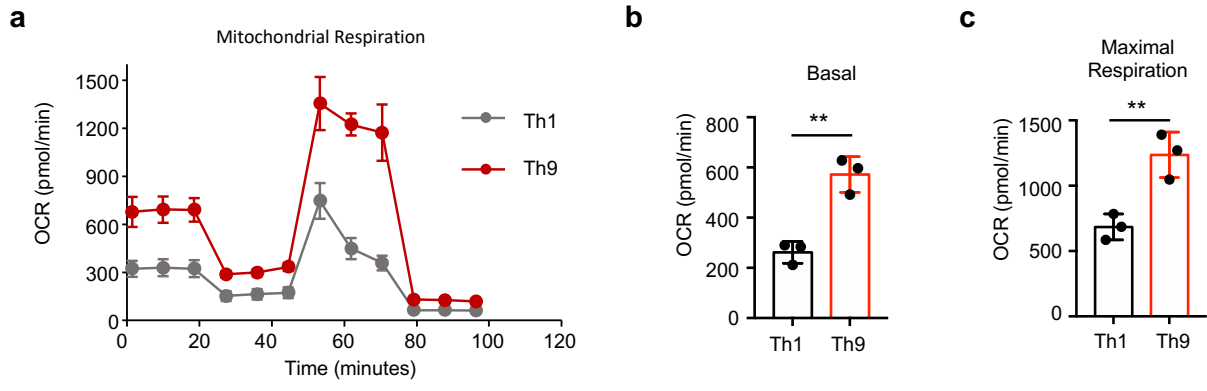 a
Mitochondrial Respiration
OCR (pmol/min)
1500
1200
900
600
300
0
0 20 40 60 80 100 120
Time (minutes)
Th1
Th9
b
Basal
**
OCR (pmol/min)
800
600
400
200
0
Th1 Th9
c
Maximal
Respiration
**
OCR (pmol/min)
1500
1000
500
0
Th1 Th9